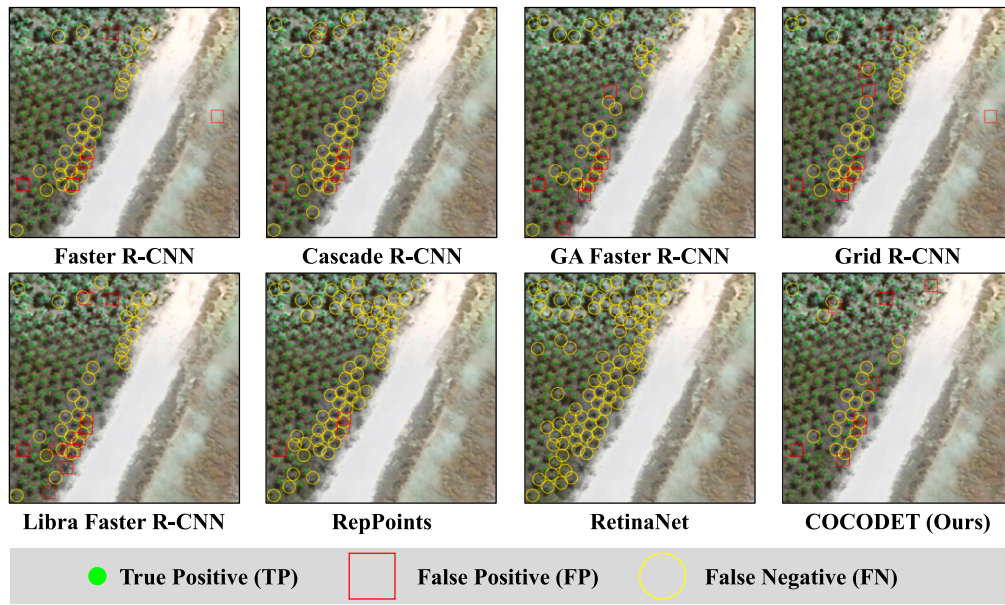 Faster R-CNN Cascade R-CNN GA Faster R-CNN Grid R-CNN
Libra Faster R-CNN RepPoints RetinaNet COCODET (Ours)
True Positive (TP) False Positive (FP) False Negative (FN)